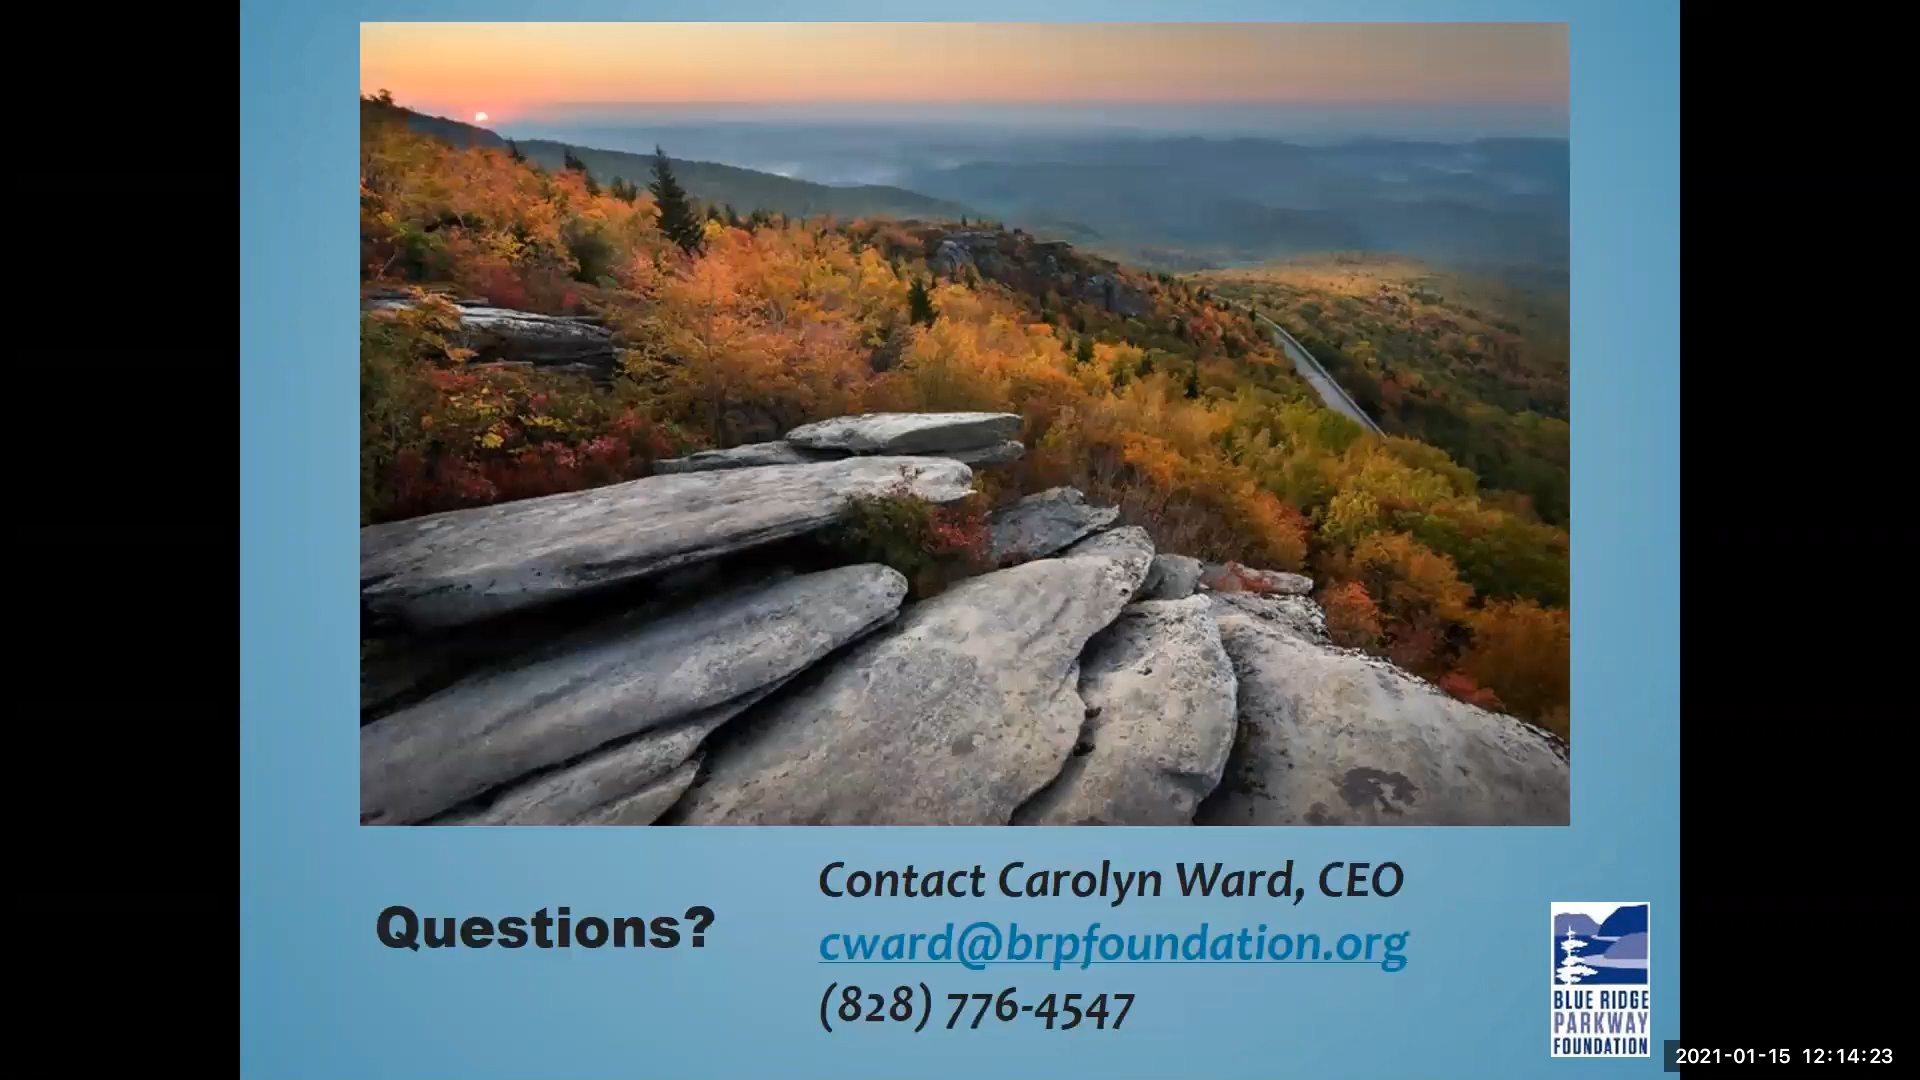 Questions?
Contact Carolyn Ward, CEO
cward@brpfoundation.org
(828) 776-4547
BLUE RIDGE
PARKWAY
FOUNDATION
2021-01-15 12:14:23